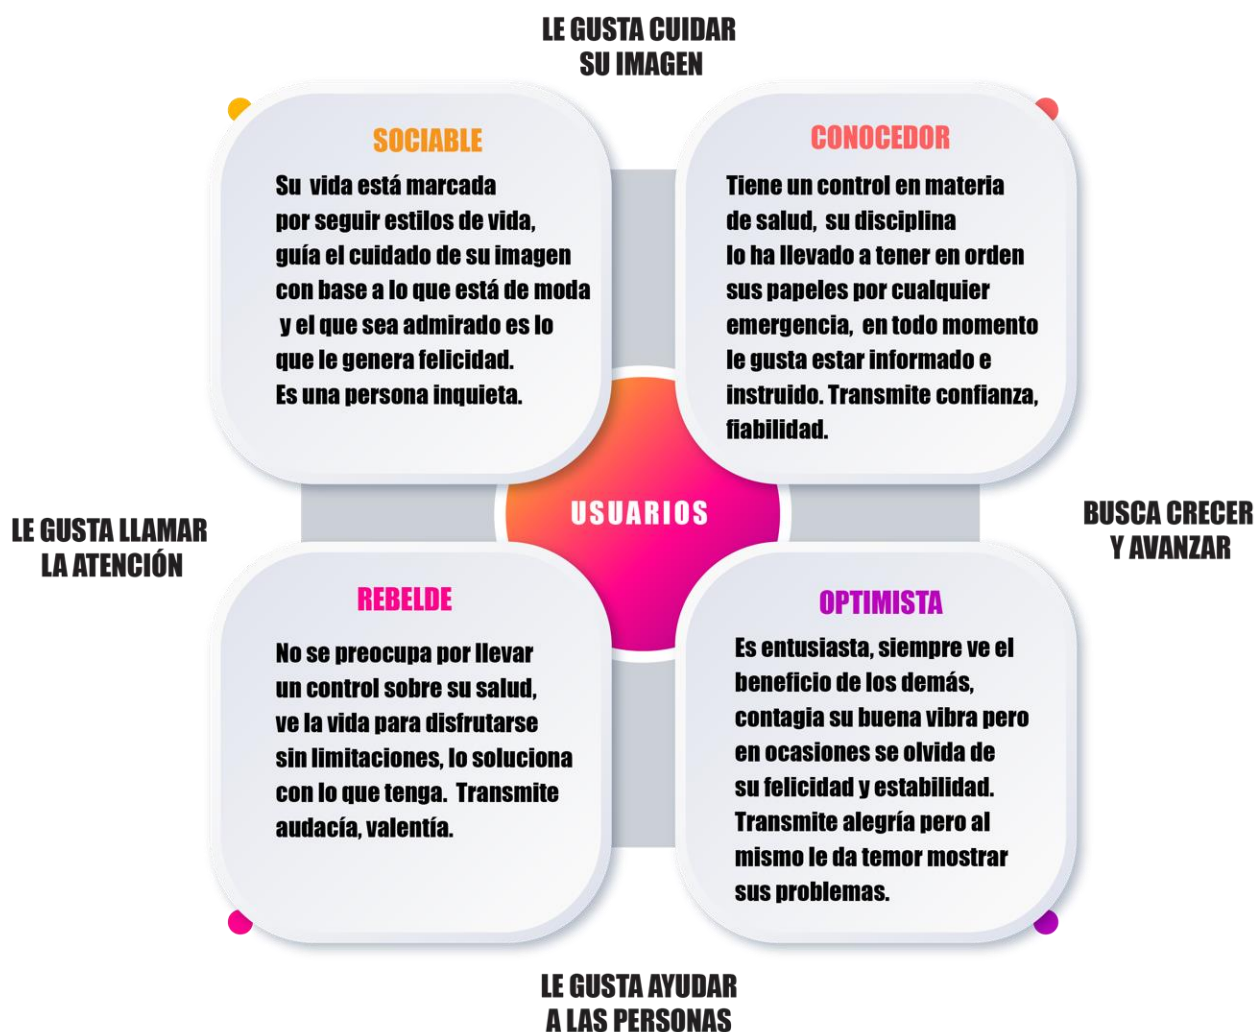 LE GUSTA CUIDAR
SU IMAGEN
SOCIABLE
Su vida está marcada
por seguir estilos de vida,
guía el cuidado de su imagen
con base a lo que está de moda
y el que sea admirado es lo
que le genera felicidad.
Es una persona inquieta.
CONOCEDOR
Tiene un control en materia
de salud, su disciplina
lo ha llevado a tener en orden
sus papeles por cualquier
emergencia, en todo momento
le gusta estar informado e
instruido. Transmite confianza,
fiabilidad.
LE GUSTA LLAMAR
LA ATENCIÓN
USUARIOS
BUSCA CRECER
Y AVANZAR
REBELDE
No se preocupa por llevar
un control sobre su salud,
ve la vida para disfrutarse
sin limitaciones, lo soluciona
con lo que tenga. Transmite
audacía, valentía.
OPTIMISTA
Es entusiasta, siempre ve el
beneficio de los demás,
contagia su buena vibra pero
en ocasiones se olvida de
su felicidad y estabilidad.
Transmite alegría pero al
mismo le da temor mostrar
sus problemas.
LE GUSTA AYUDAR
A LAS PERSONAS